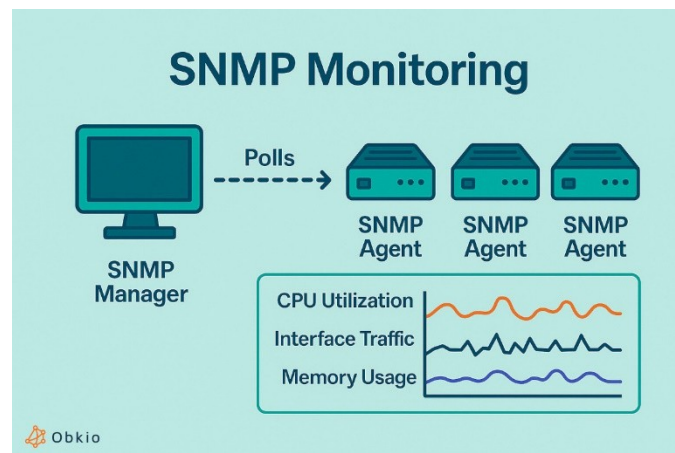 SNMP Monitoring
Polls
SNMP
Manager
SNMP
Agent
SNMP
Agent
SNMP
Agent
CPU Utilization
Interface Traffic
Memory Usage
Obkio